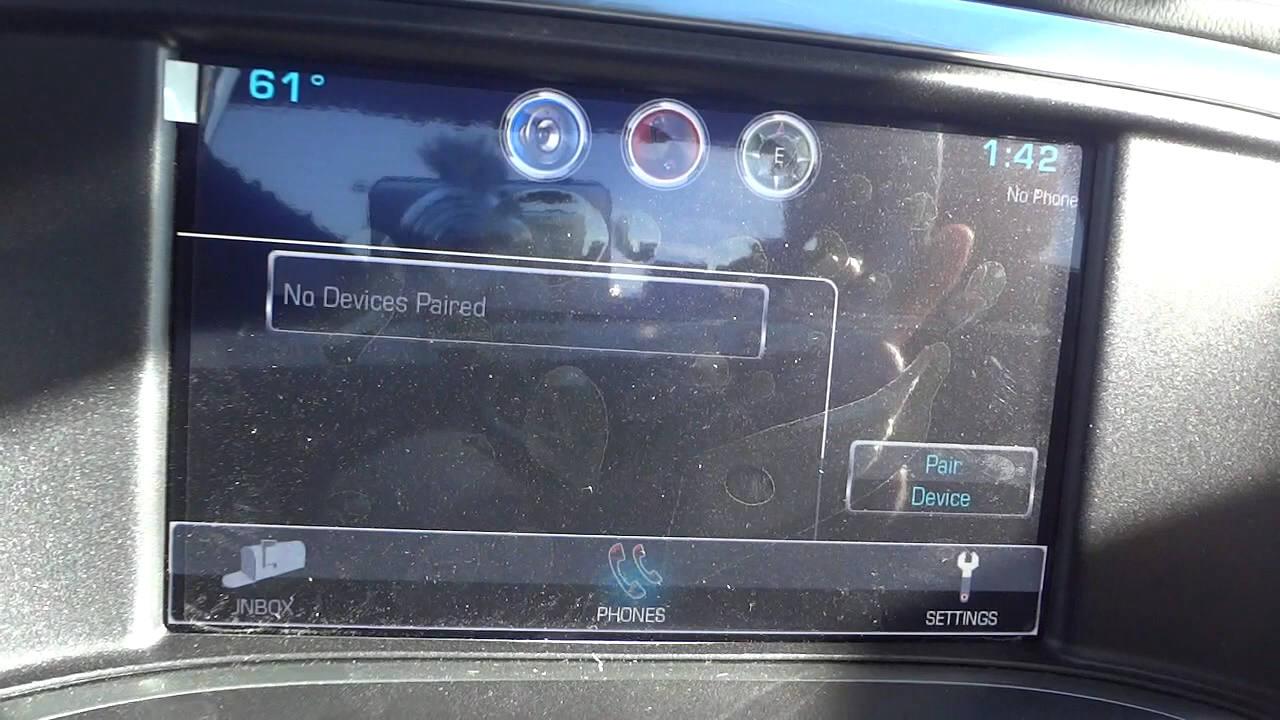 61°
E
1:42
No Phone
No Devices Paired
Pair
Device
INBOX
PHONES
SETTINGS